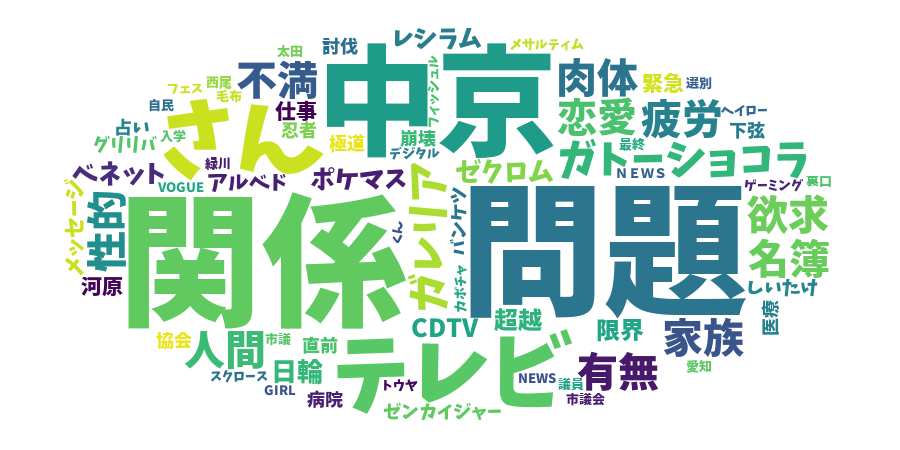 太田
討伐
レシラム
メサルティム
不満
中京
フィッシュル
肉体
緊急
選別
フェス
西尾
毛布
自民
さん
仕事
忍者
極道
崩壊
デジタル
恋愛
疲労
ヘイロー
下弦
占い
入学
グリリバ
緑川
最終
ベネット
VOGUE
アルベド
ポケマス
ゼクロム
ガトーショコラ
NEWS
ゲーミング
裏口
メッセージ
性的
関係
くん
ガレリア
バンケツ
カボチャ
問題
欲求
名簿
河原
しいたけ
医療
CDTV
超越
限界
家族
協会
人間
市議
直前
テレビ
愛知
スクロース
日輪
GIRL
病院
トウヤ
NEWS
議員
有無
市議会
ゼンカイジャー